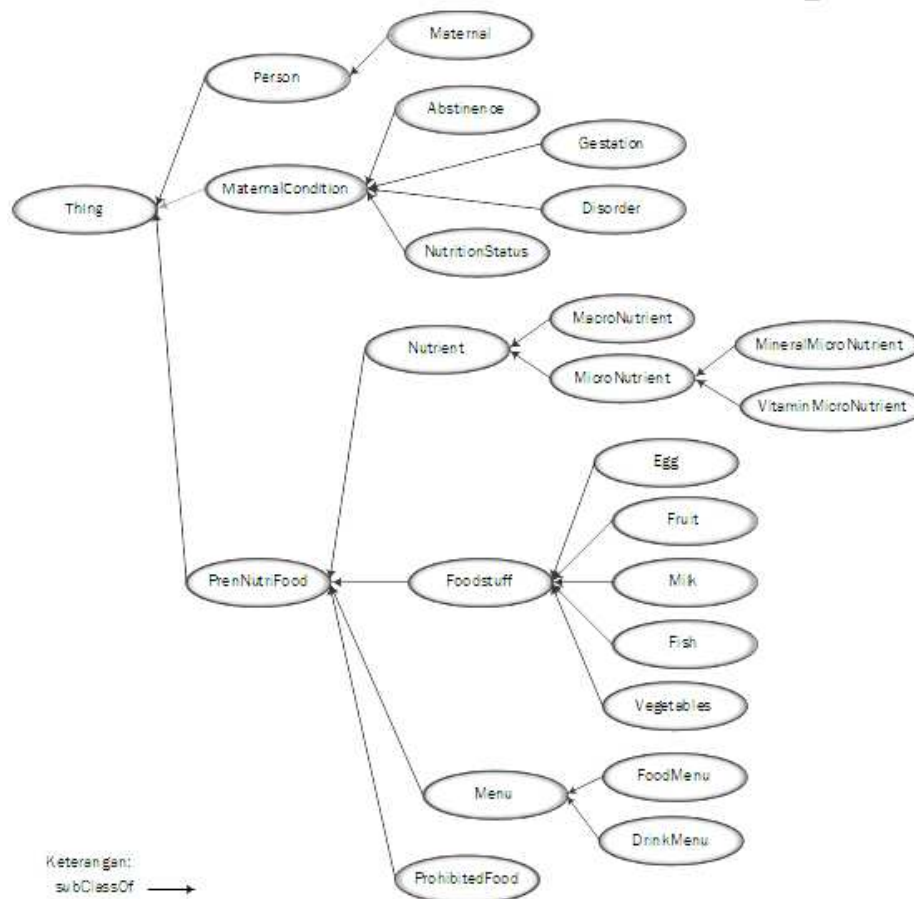 Maternal
Person
Abstinence
Gestation
MaternalCondition
Thing
Disorder
NutritionStatus
MacroNutrient
Nutrient
MineralMicroNutrient
MicroNutrient
VitaminMicroNutrient
Egg
Fruit
PrenNutriFood
Foodstuff
Milk
Fish
Vegetables
FoodMenu
Menu
DrinkMenu
Keterangan:
ProhibitedFood
subClassOf